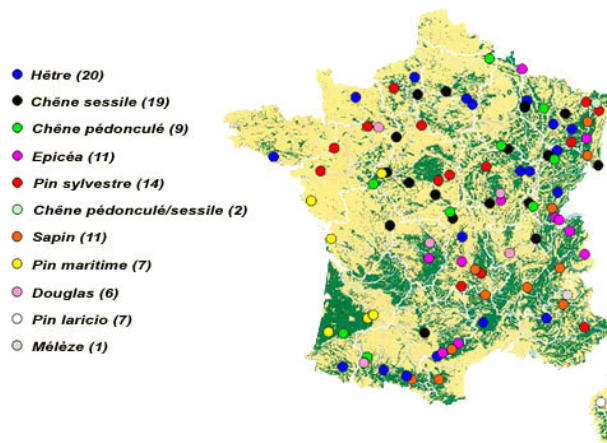 Hêtre (20)
Chêne sessile (19)
Chêne pédonculé (9)
Epicéa (11)
Pin sylvestre (14)
Chêne pédonculé/sessile (2)
Sapin (11)
Pin maritime (7)
Douglas (6)
Pin laricio (7)
Mélèze (1)